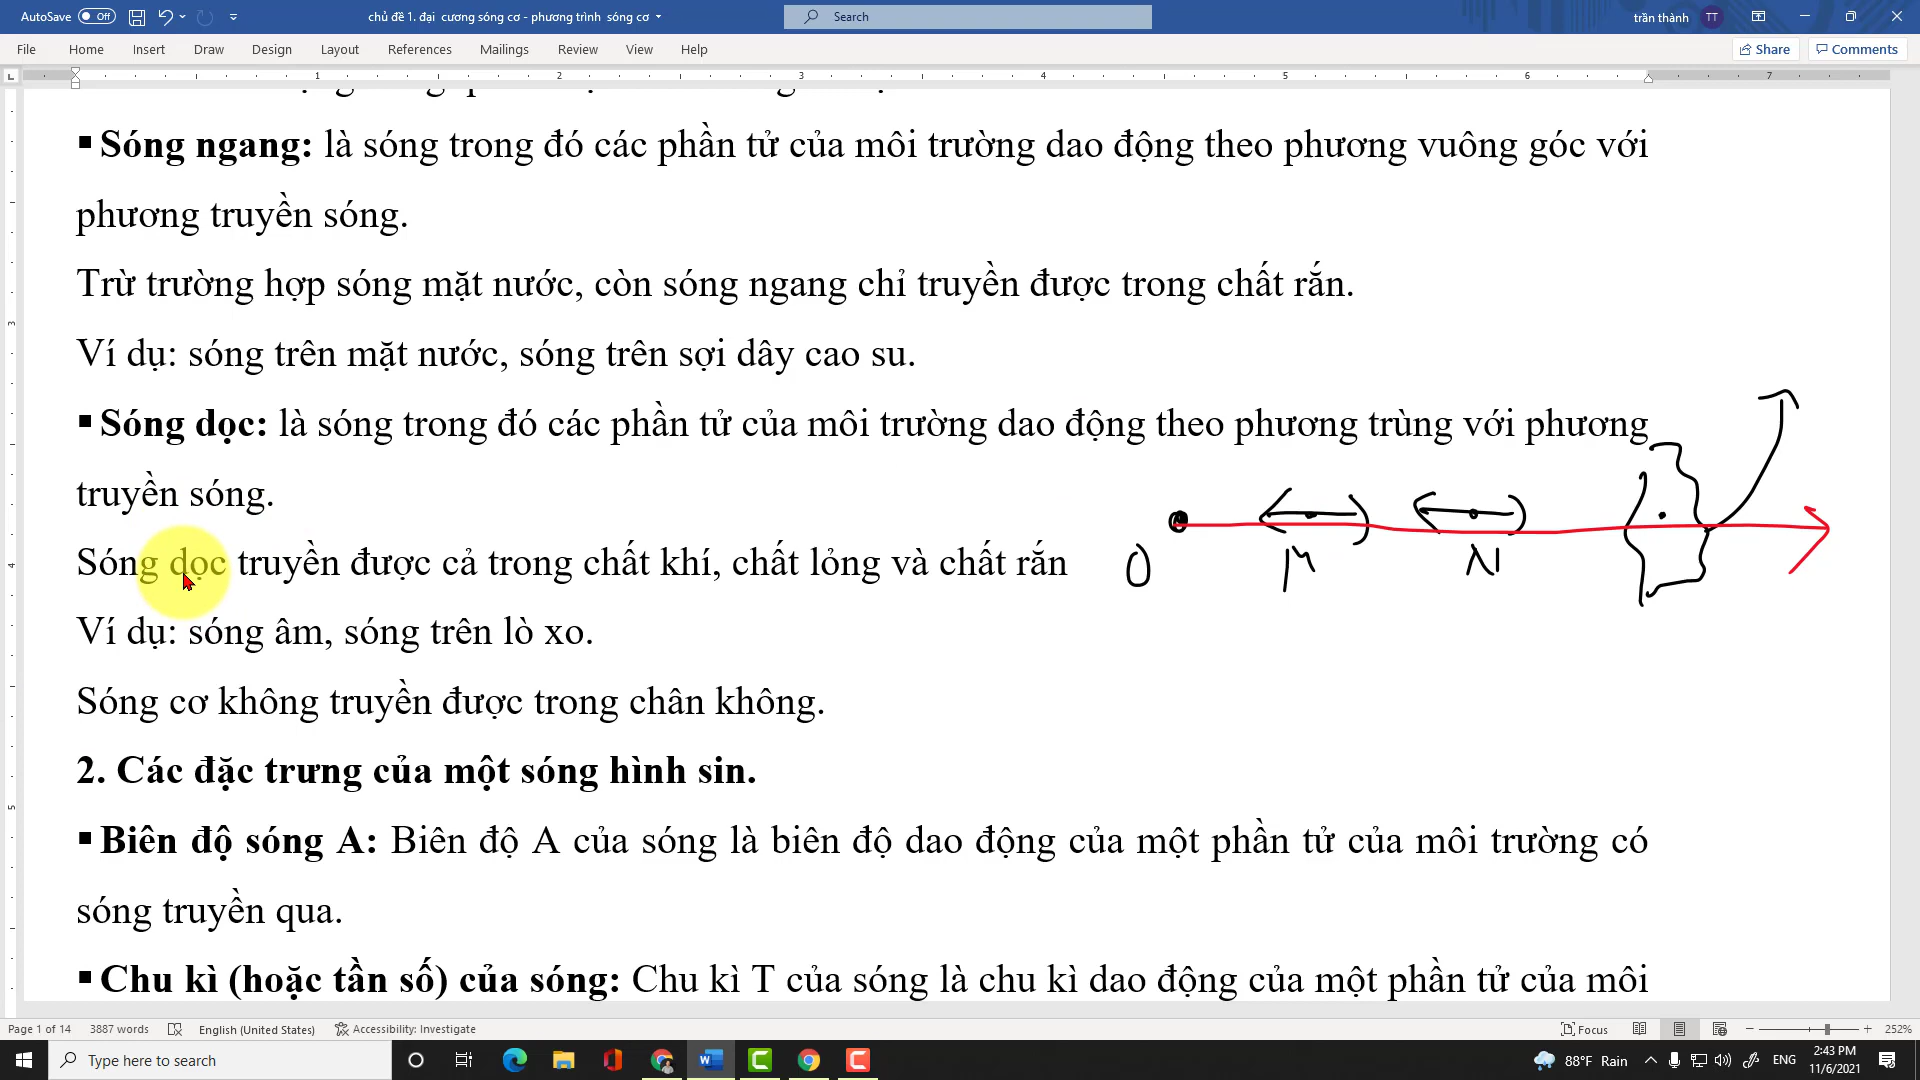 AutoSave Off chủ đề 1. đại cương sóng cơ - phương trình sóng cơ Search trần thành TT
File Home Insert Draw Design Layout References Mailings Review View Help Share Comments
1 2 3 4 5 6 7
▪ Sóng ngang: là sóng trong đó các phần tử của môi trường dao động theo phương vuông góc với
phương truyền sóng.
Trừ trường hợp sóng mặt nước, còn sóng ngang chỉ truyền được trong chất rắn.
3
Ví dụ: sóng trên mặt nước, sóng trên sợi dây cao su.
▪ Sóng dọc: là sóng trong đó các phần tử của môi trường dao động theo phương trùng với phương
truyền sóng.
Sóng dọc truyền được cả trong chất khí, chất lỏng và chất rắn
O M N
4
Ví dụ: sóng âm, sóng trên lò xo.
Sóng cơ không truyền được trong chân không.
2. Các đặc trưng của một sóng hình sin.
5
▪ Biên độ sóng A: Biên độ A của sóng là biên độ dao động của một phần tử của môi trường có
sóng truyền qua.
▪ Chu kì (hoặc tần số) của sóng: Chu kì T của sóng là chu kì dao động của một phần tử của môi
Page 1 of 14 3887 words English (United States) Accessibility: Investigate Focus 252%
Type here to search 88°F Rain ENG 2:43 PM
11/6/2021